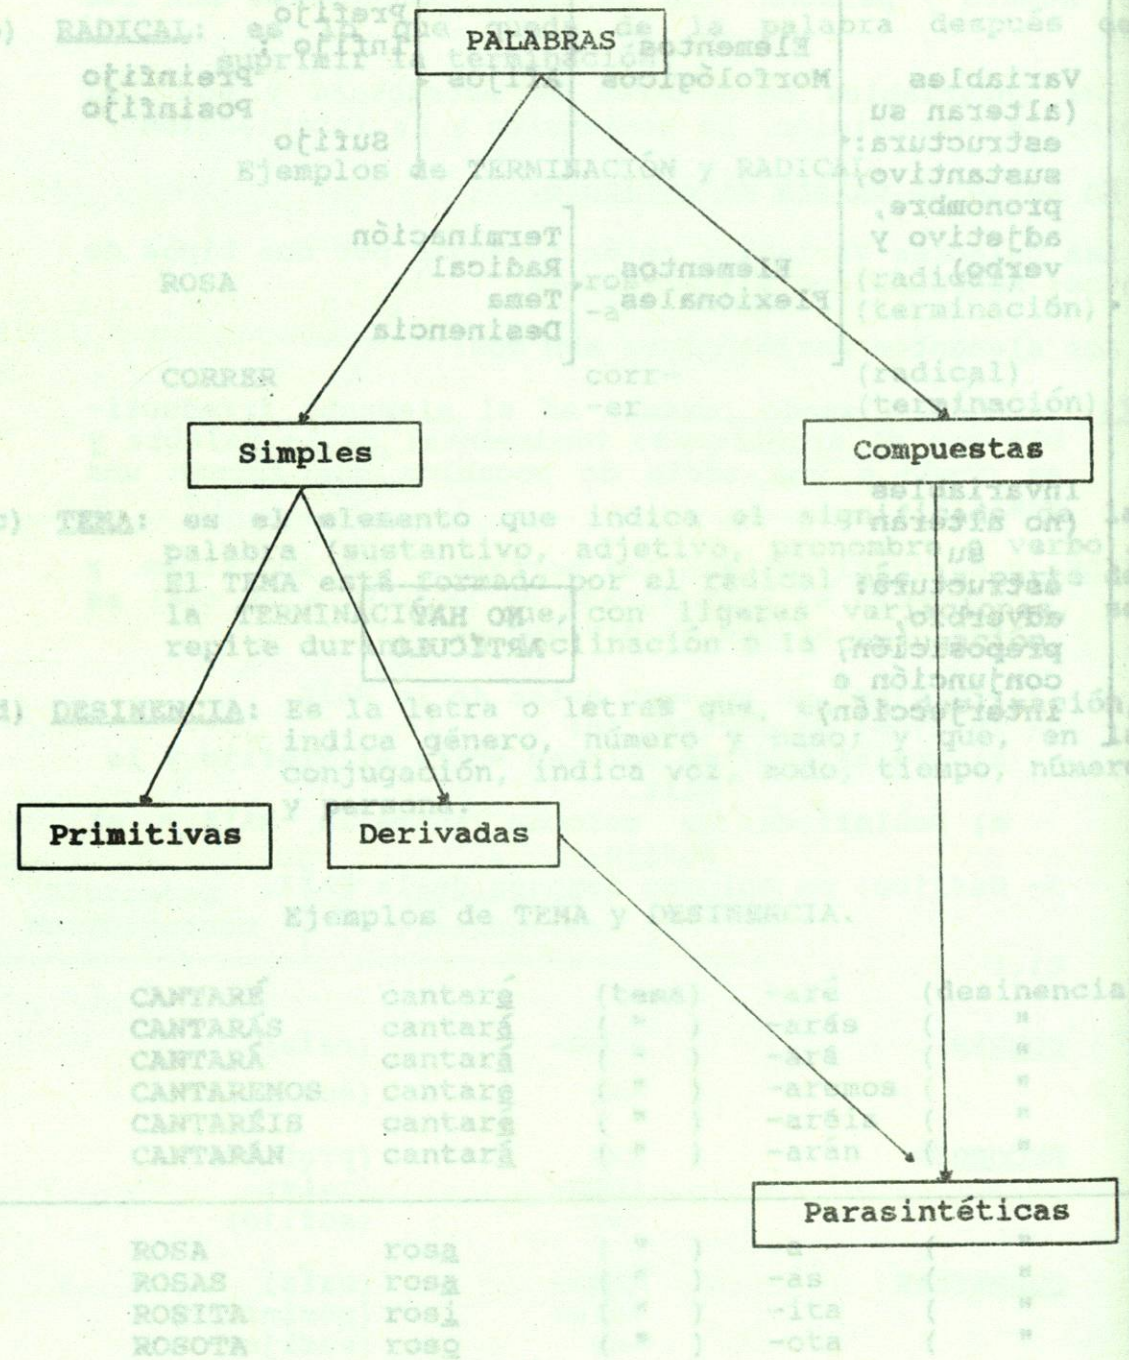 PALABRAS
Simples
Compuestas
Primitivas
Derivadas
Parasintéticas
RADICAL: es lo que queda de la palabra después de
suprimir la terminación.
Ejemplos de TERMINACIÓN y RADICAL
ROSA ros- (radical)
-a (terminación)
CORRER corr- (radical)
-er (terminación)
TEMA: es el elemento que indica el significado de la
palabra (sustantivo, adjetivo, pronombre o verbo).
El TEMA está formado por el radical más la parte de
la TERMINACIÓN que, con ligeras variaciones, se
repite durante la declinación o la conjugación.
d) DESINENCIA: Es la letra o letras que, en la declinación,
indica género, número y caso; y que, en la
conjugación, indica voz, modo, tiempo, número
y persona.
Ejemplos de TEMA y DESINENCIA.
CANTARÉ cantaré (tema) -aré (desinencia
CANTARÁS cantará ( " ) -arás ( "
CANTARÁ cantará ( " ) -ará ( "
CANTAREMOS cantare ( " ) -aremos ( "
CANTARÉIS cantare ( " ) -aréis ( "
CANTARÁN cantará ( " ) -arán ( "
ROSA rosa ( " ) -a ( "
ROSAS rosa ( " ) -as ( "
ROSITA rosi ( " ) -ita ( "
ROSOTA roso ( " ) -ota ( "
Variables
(alteran su
estructura:
sustantivo,
pronombre,
adjetivo y
verbo)
Elementos
Morfológicos
Afijos
Prefijo
Infijo
Preinfijo
Posinfijo
Sufijo
Elementos
Flexionales
Terminación
Radical
Tema
Desinencia
Invariables
(no alteran
su
estructura:
adverbio,
preposición,
conjunción e
interjección)
NO HAY
ARTICULO